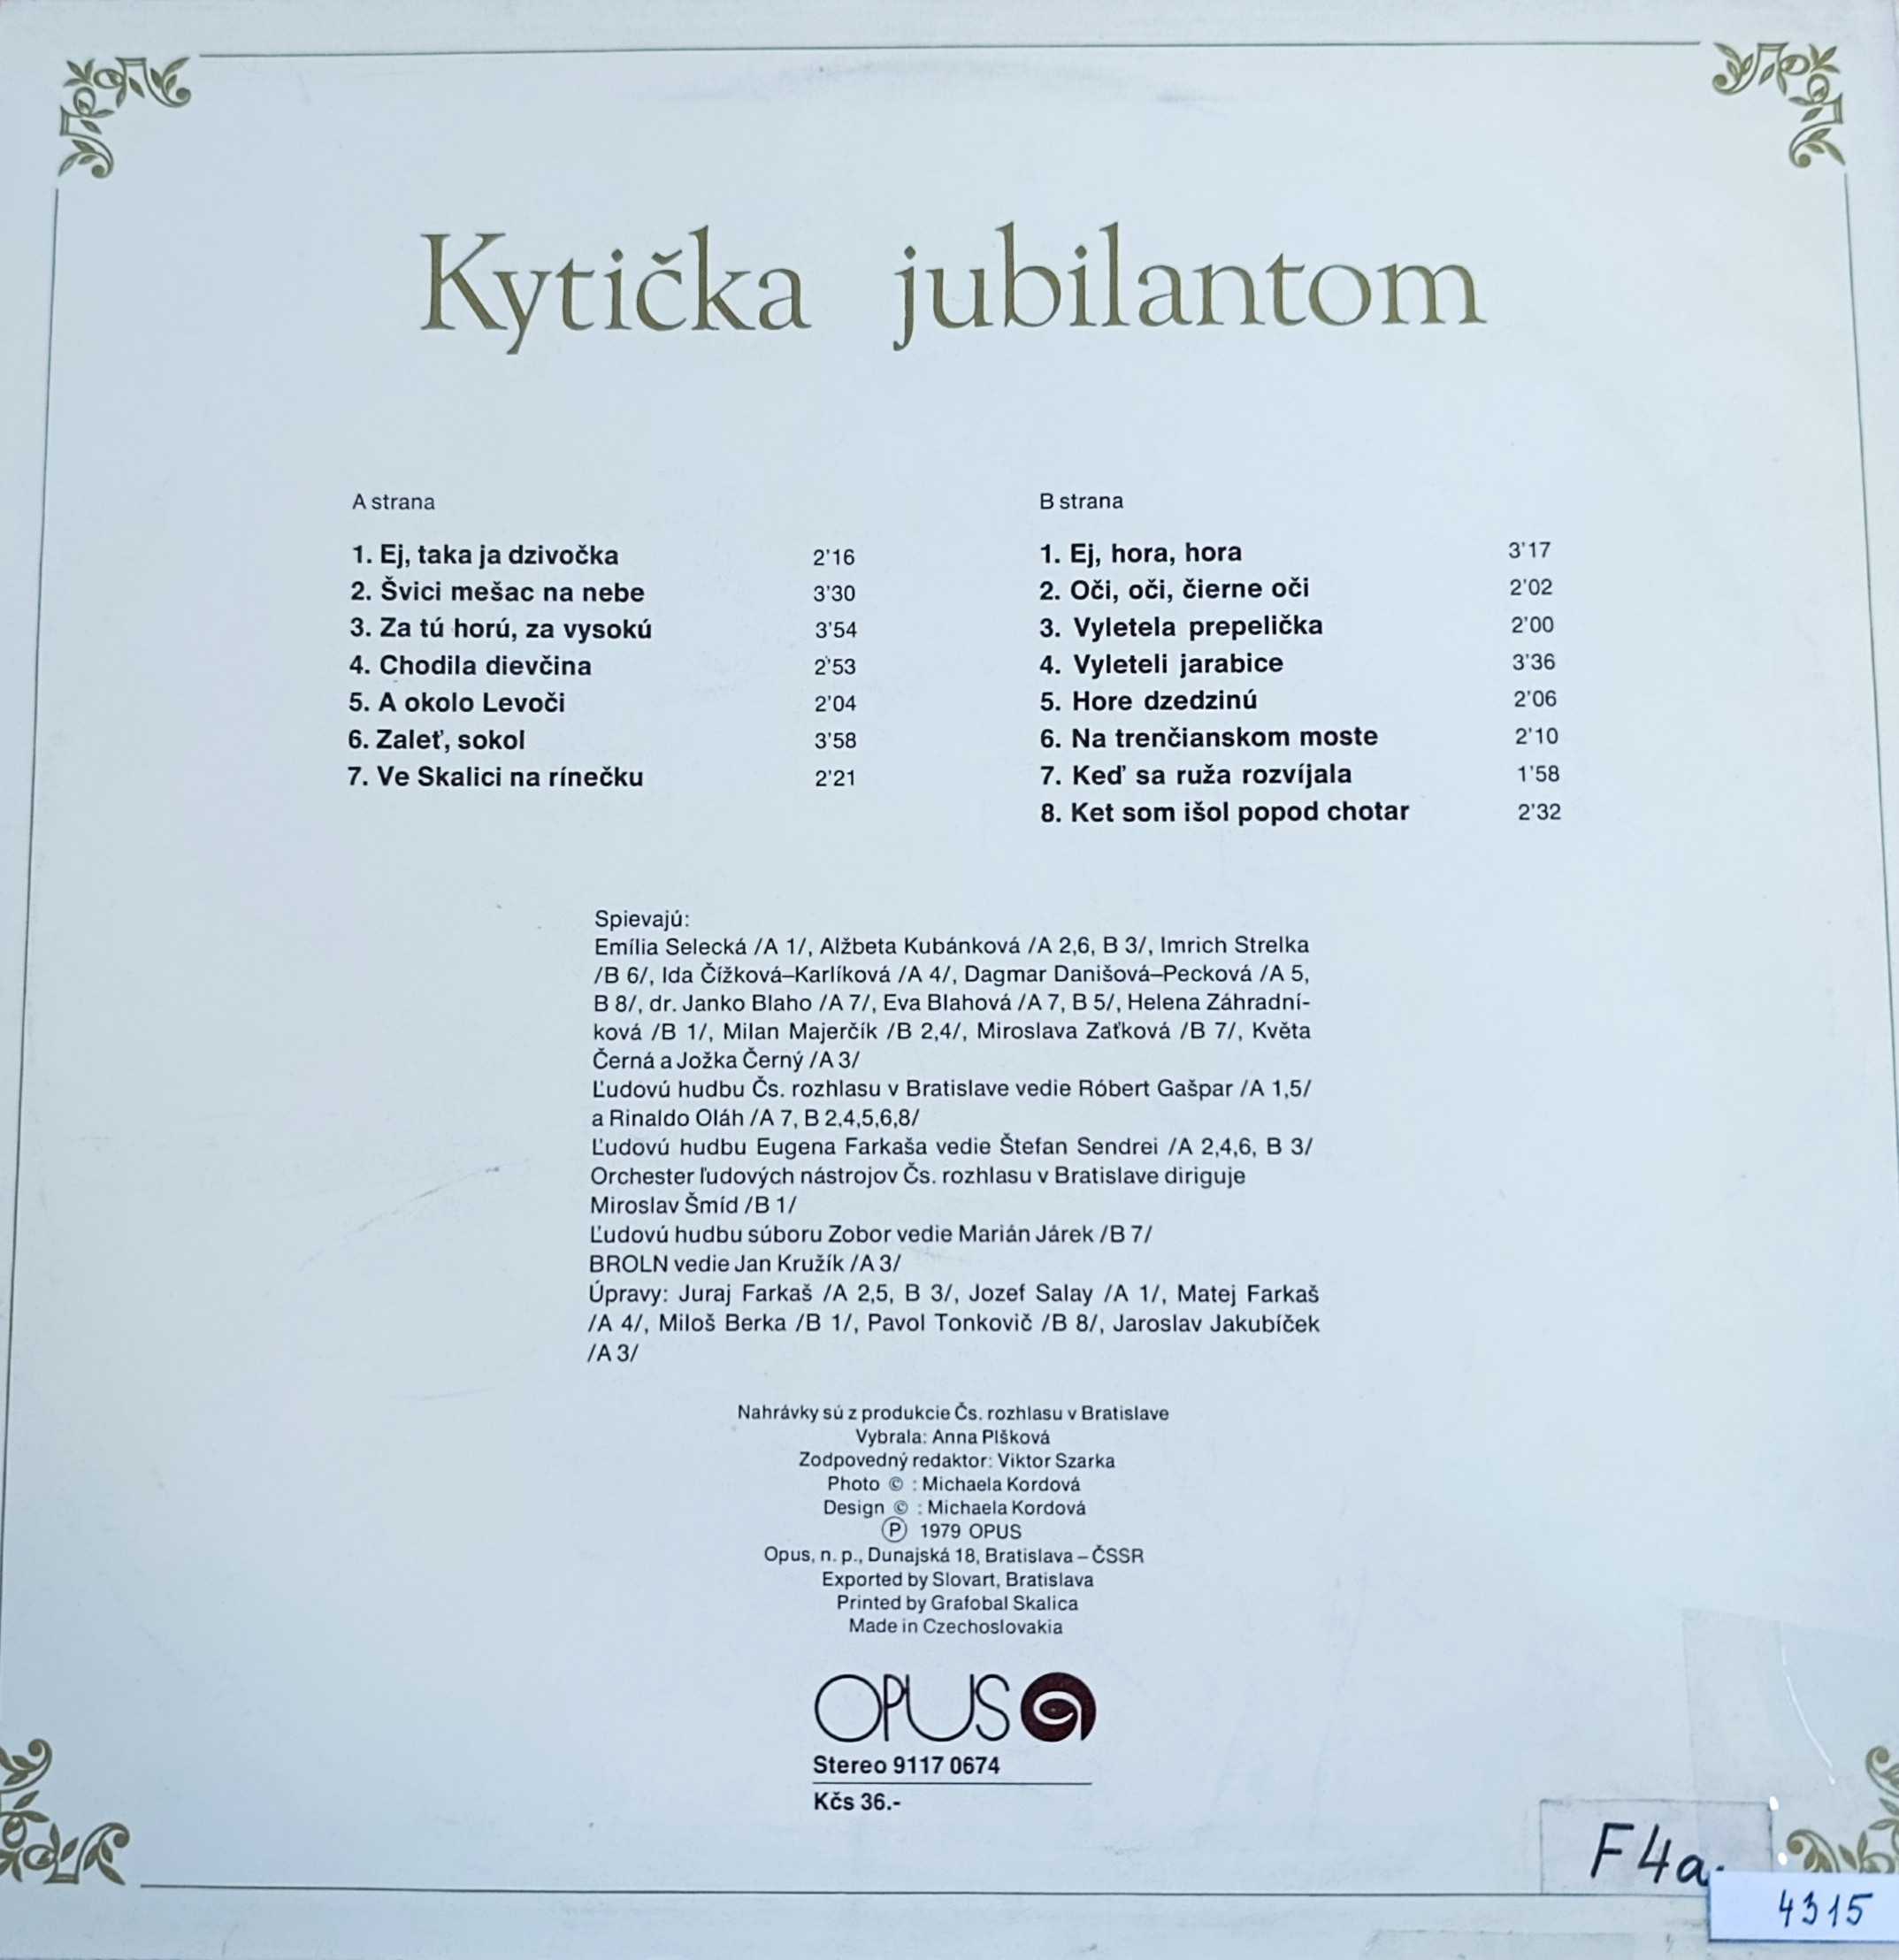 Kytička jubilantom
A strana
1. Ej, taka ja dzivočka 2'16
2. Švici mešac na nebe 3'30
3. Za tú horú, za vysokú 3'54
4. Chodila dievčina 2'53
5. A okolo Levoči 2'04
6. Zaleť, sokol 3'58
7. Ve Skalici na rínečku 2'21
B strana
1. Ej, hora, hora 3'17
2. Oči, oči, čierne oči 2'02
3. Vyletela prepelička 2'00
4. Vyleteli jarabice 3'36
5. Hore dzedzinú 2'06
6. Na trenčianskom moste 2'10
7. Keď sa ruža rozvíjala 1'58
8. Ket som išol popod chotar 2'32
Spievajú:
Emília Selecká /A 1/, Alžbeta Kubánková /A 2,6, B 3/, Imrich Strelka
/B 6/, Ida Čížková–Karlíková /A 4/, Dagmar Danišová–Pecková /A 5,
B 8/, dr. Janko Blaho /A 7/, Eva Blahová /A 7, B 5/, Helena Záhradní-
ková /B 1/, Milan Majerčík /B 2,4/, Miroslava Zaťková /B 7/, Květa
Černá a Jožka Černý /A 3/
Ľudovú hudbu Čs. rozhlasu v Bratislave vedie Róbert Gašpar /A 1,5/
a Rinaldo Oláh /A 7, B 2,4,5,6,8/
Ľudovú hudbu Eugena Farkaša vedie Štefan Sendrei /A 2,4,6, B 3/
Orchester ľudových nástrojov Čs. rozhlasu v Bratislave diriguje
Miroslav Šmíd /B 1/
Ľudovú hudbu súboru Zobor vedie Marián Járek /B 7/
BROLN vedie Jan Kružík /A 3/
Úpravy: Juraj Farkaš /A 2,5, B 3/, Jozef Salay /A 1/, Matej Farkaš
/A 4/, Miloš Berka /B 1/, Pavol Tonkovič /B 8/, Jaroslav Jakubíček
/A 3/
Nahrávky sú z produkcie Čs. rozhlasu v Bratislave
Vybrala: Anna Plšková
Zodpovedný redaktor: Viktor Szarka
Photo © : Michaela Kordová
Design © : Michaela Kordová
Ⓟ 1979 OPUS
Opus, n. p., Dunajská 18, Bratislava – ČSSR
Exported by Slovart, Bratislava
Printed by Grafobal Skalica
Made in Czechoslovakia
OPUS
Stereo 9117 0674
Kčs 36.-
F4a.
4315